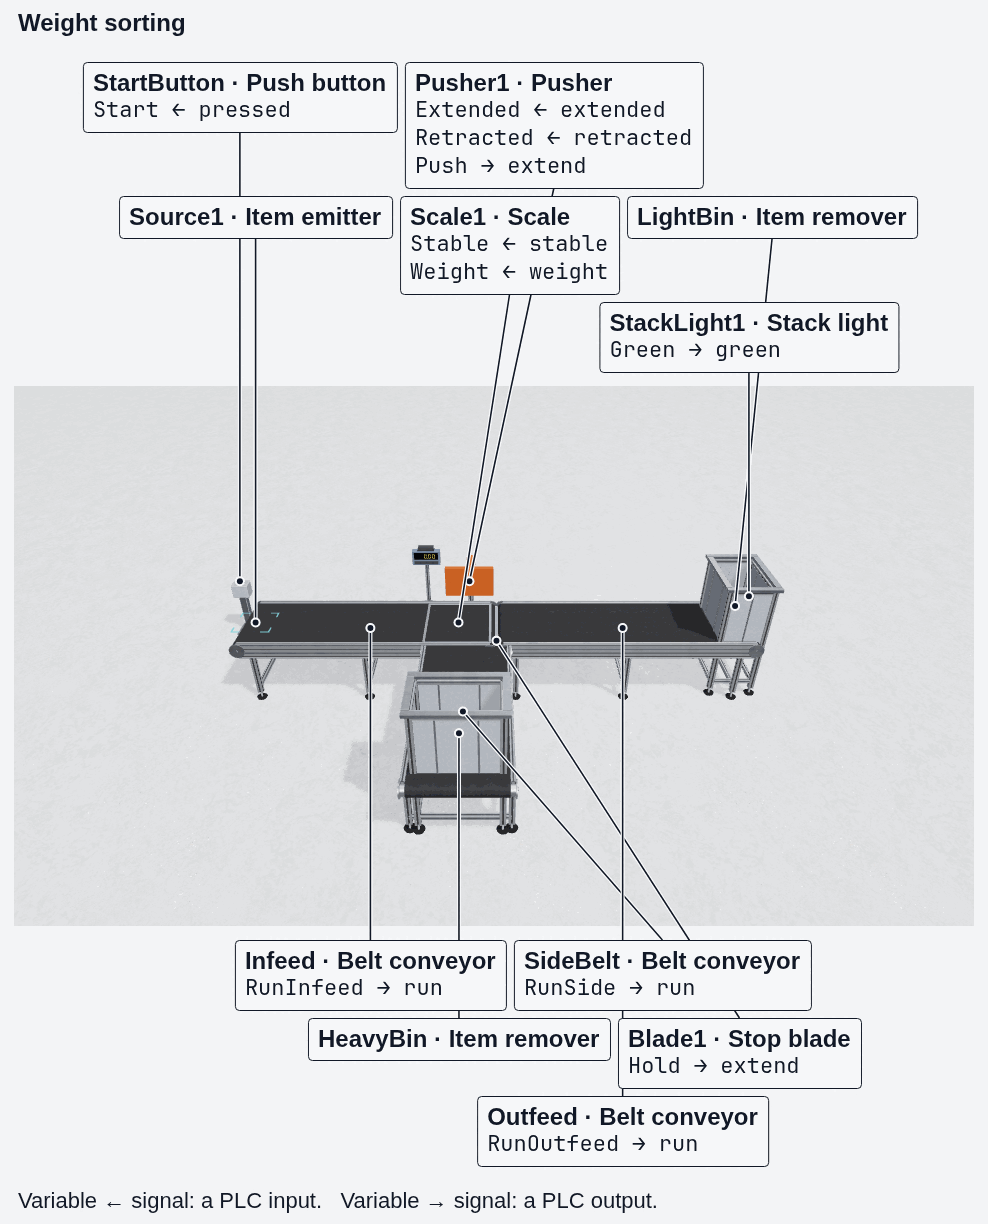 Weight sorting
StartButton · Push button
Start ← pressed
Pusher1 · Pusher
Extended ← extended
Retracted ← retracted
Push → extend
Source1 · Item emitter
Scale1 · Scale
Stable ← stable
Weight ← weight
LightBin · Item remover
StackLight1 · Stack light
Green → green
Infeed · Belt conveyor
RunInfeed → run
SideBelt · Belt conveyor
RunSide → run
HeavyBin · Item remover
Blade1 · Stop blade
Hold → extend
Outfeed · Belt conveyor
RunOutfeed → run
Variable ← signal: a PLC input. Variable → signal: a PLC output.